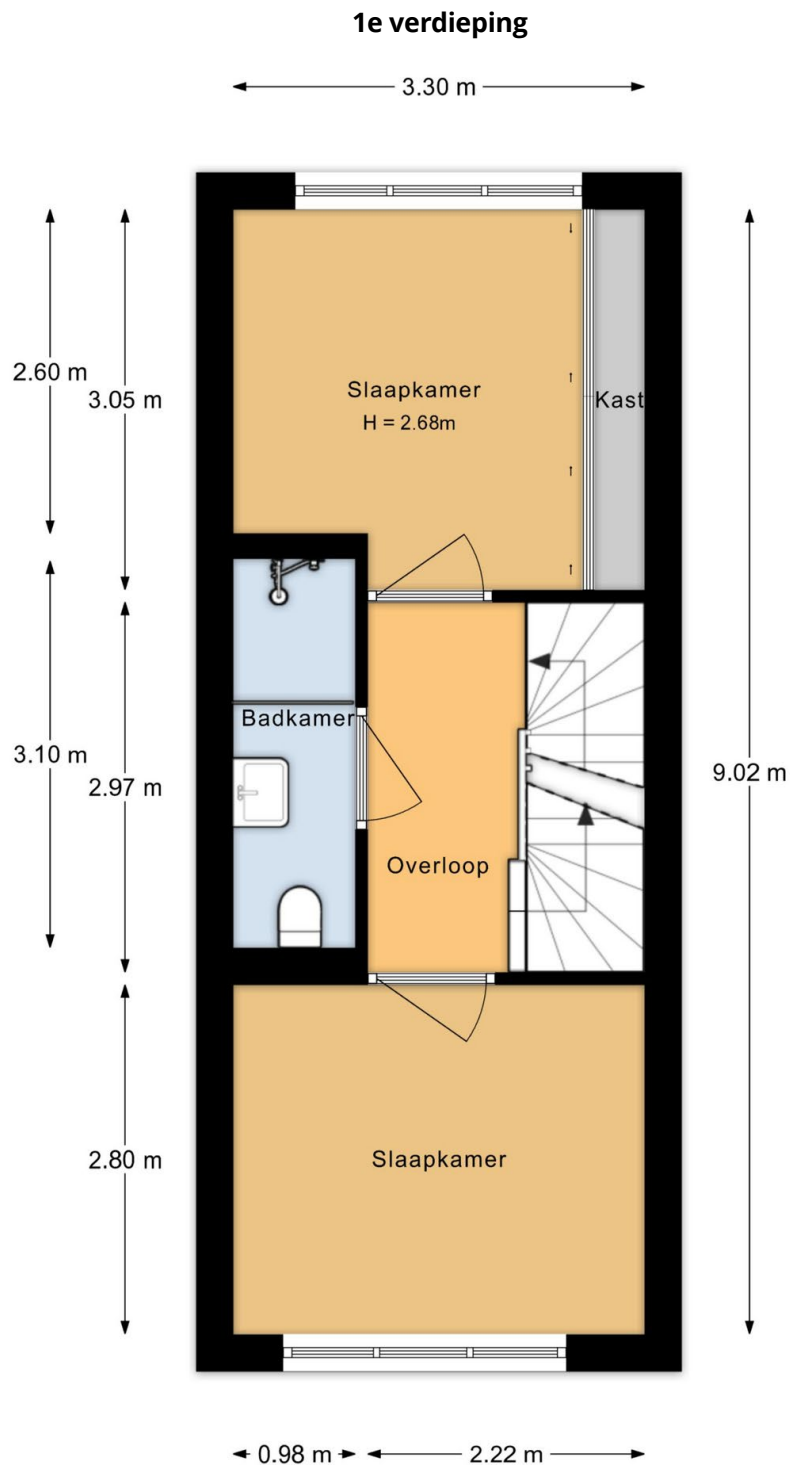 1e verdieping
3.30 m
Slaapkamer
H = 2.68m
Kast
2.60 m
3.05 m
Badkamer
3.10 m
2.97 m
9.02 m
Overloop
Slaapkamer
2.80 m
0.98 m
2.22 m